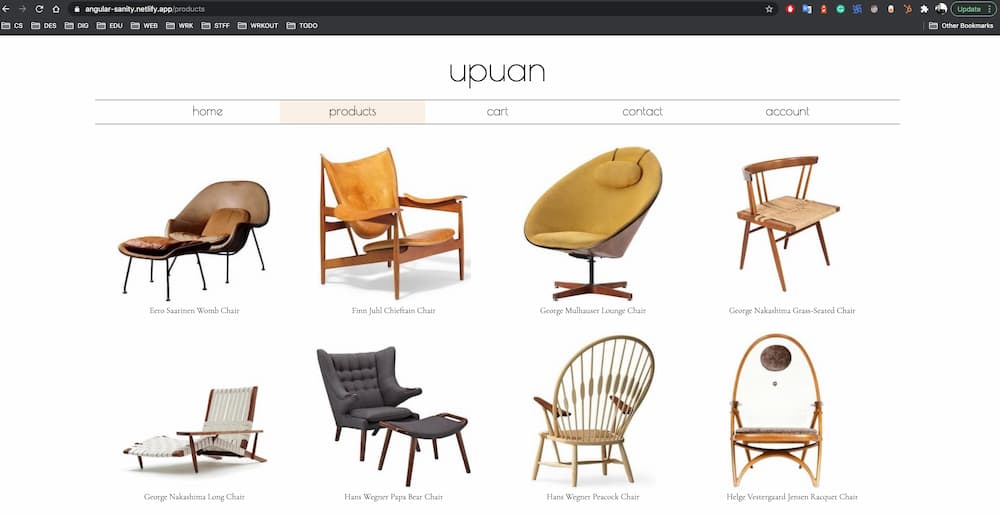 angular-sanity.netlify.app/products
Update
CS DES DIG EDU WEB WRK STFF WRKOUT TODO Other Bookmarks
upuan
home products cart contact account
Eero Saarinen Womb Chair Finn Juhl Chieftain Chair George Mulhauser Lounge Chair George Nakashima Grass-Seated Chair
George Nakashima Long Chair Hans Wegner Papa Bear Chair Hans Wegner Peacock Chair Helge Vestergaard Jensen Racquet Chair